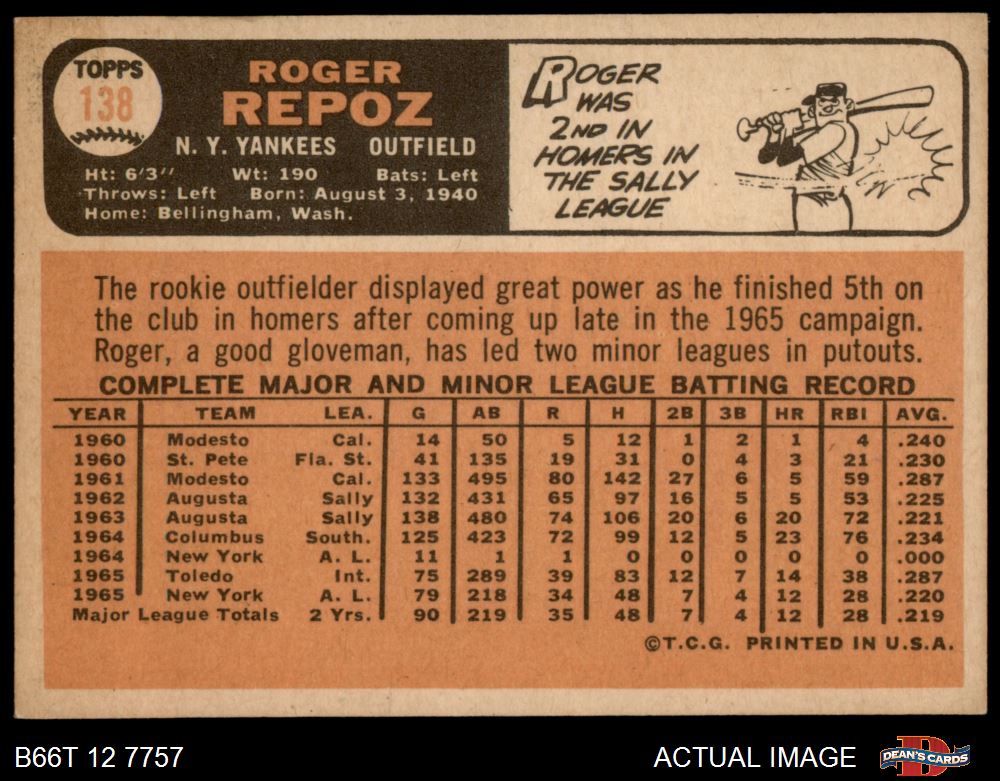 TOPPS
138
ROGER
REPOZ
N. Y. YANKEES OUTFIELD
Ht: 6'3" Wt: 190 Bats: Left
Throws: Left Born: August 3, 1940
Home: Bellingham, Wash.
ROGER
WAS
2ND IN
HOMERS IN
THE SALLY
LEAGUE
The rookie outfielder displayed great power as he finished 5th on
the club in homers after coming up late in the 1965 campaign.
Roger, a good gloveman, has led two minor leagues in putouts.
COMPLETE MAJOR AND MINOR LEAGUE BATTING RECORD
YEAR TEAM LEA. G AB R H 2B 3B HR RBI AVG.
1960 Modesto Cal. 14 50 5 12 1 2 1 4 .240
1960 St. Pete Fla. St. 41 135 19 31 0 4 3 21 .230
1961 Modesto Cal. 133 495 80 142 27 6 5 59 .287
1962 Augusta Sally 132 431 65 97 16 5 5 53 .225
1963 Augusta Sally 138 480 74 106 20 6 20 72 .221
1964 Columbus South. 125 423 72 99 12 5 23 76 .234
1964 New York A. L. 11 1 1 0 0 0 0 0 .000
1965 Toledo Int. 75 289 39 83 12 7 14 38 .287
1965 New York A. L. 79 218 34 48 7 4 12 28 .220
Major League Totals 2 Yrs. 90 219 35 48 7 4 12 28 .219
©T.C.G. PRINTED IN U.S.A.
B66T 12 7757
ACTUAL IMAGE
DEAN'S CARDS